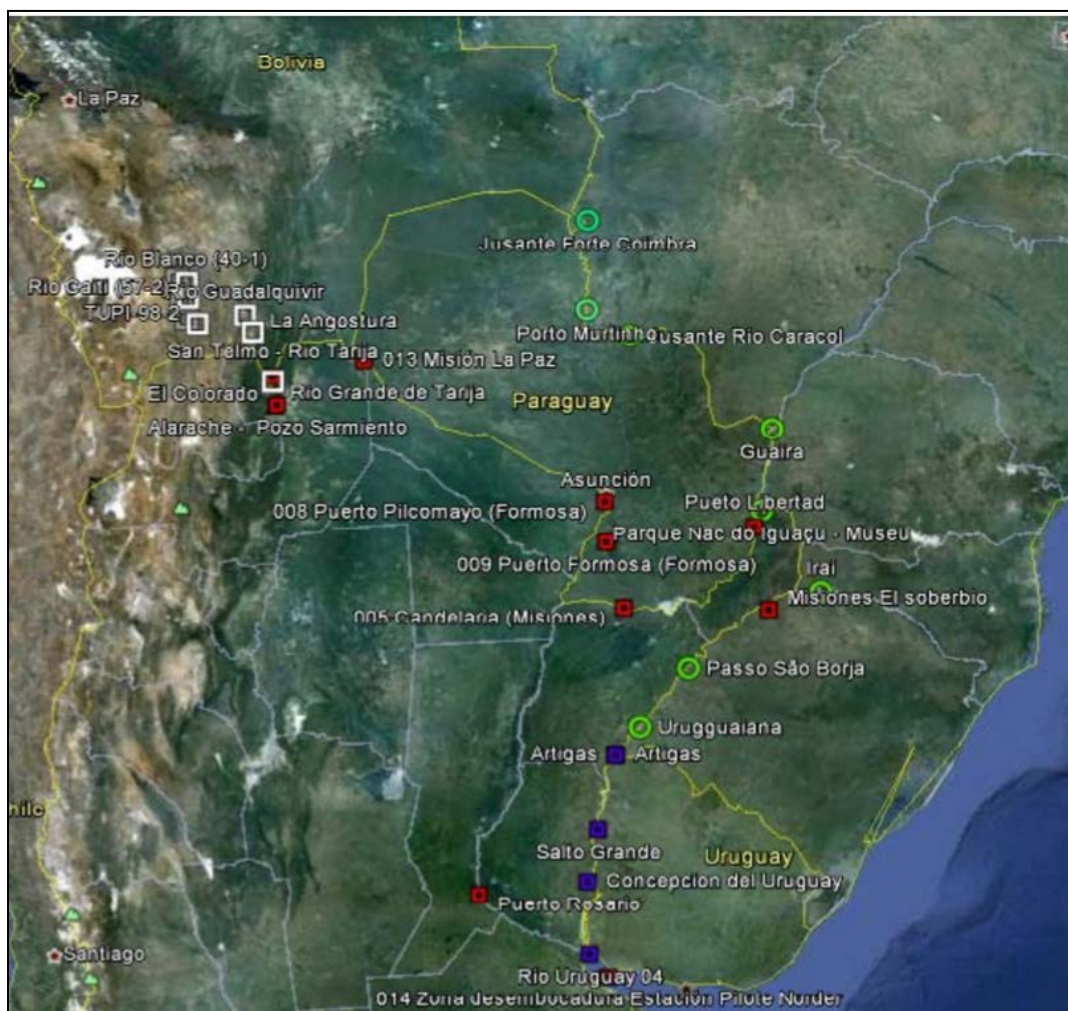 Bolivia
La Paz
Jusante Forte Coimbra
Rio Blanco (40-1)
Rio Caiti (57-2)
Rio Guadalquivir
TUPI-98 2
La Angostura
Porto Murtinho
Jusante Rio Caracol
San Telmo - Rio Tarija
013 Misión La Paz
El Colorado
Rio Grande de Tarija
Paraguay
Alarache - Pozo Sarmiento
Guaira
Asunción
008 Puerto Pilcomayo (Formosa)
Pueto Libertad
Parque Nac do Iguaçu - Museu
009 Puerto Formosa (Formosa)
Irai
Misiones El soberbio
005 Candelaria (Misiones)
Passo São Borja
Urugguaiana
Artigas
Artigas
hile
Salto Grande
Uruguay
Concepcion del Uruguay
Puerto Rosario
Santiago
Rio Uruguay 04
014 Zona desembocadura Estación Pilote Norder